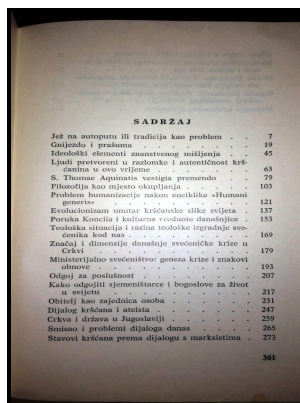 SADRŽAJ
Jež na autoputu ili tradicija kao problem . . 7
Gnijezdo i prašuma . . . . . . . 19
Ideološki elementi znanstvenog mišljenja . . 45
Ljudi pretvoreni u razlomke i autentičnost krš-
ćanina u ovo vrijeme . . . . . . 63
S. Thomae Aquinatis vestigia premendo . . 79
Filozofija kao mjesto okupljanja . . . . 103
Problem humanizacije nakon enciklike »Humani
generis« . . . . . . . . . 121
Evolucionizam unutar kršćanske slike svijeta . 137
Poruka Koncila i kulturne vrednote današnjice . 153
Teološka situacija i razina teološke izgradnje sve-
ćenika kod nas . . . . . . . 169
Značaj i dimenzije današnje svećeničke krize u
Crkvi . . . . . . . . . . 179
Ministerijalno svećeništvo: geneza krize i znakovi
obnove . . . . . . . . . 193
Odgoj za poslušnost . . . . . . 207
Kako odgojiti sjemeništarce i bogoslove za život
u svijetu . . . . . . . . . 217
Obitelj kao zajednica osoba . . . . . 231
Dijalog kršćana i ateista . . . . . 247
Crkva i država u Jugoslaviji . . . . 259
Smisao i problemi dijaloga danas . . . . 265
Stavovi kršćana prema dijalogu s marksistima . 273
361